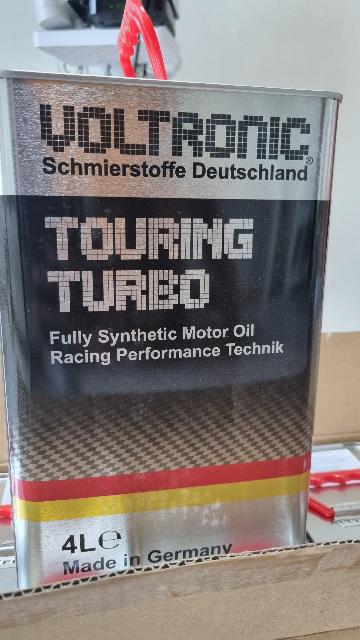 VOLTRONIC®
Schmierstoffe Deutschland
TOURING
TURBO
Fully Synthetic Motor Oil
Racing Performance Technik
4L℮
Made in Germany